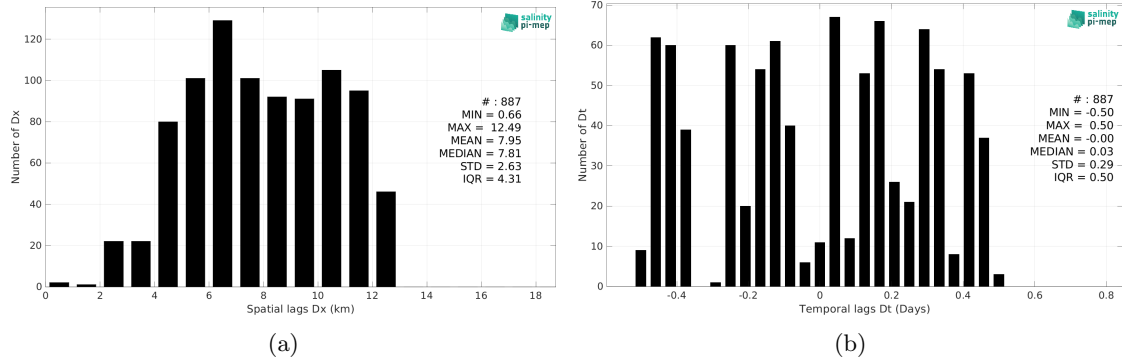 salinity
pi-mep
120
100
80
60
40
20
0
Number of Dx
# : 887
MIN = 0.66
MAX = 12.49
MEAN = 7.95
MEDIAN = 7.81
STD = 2.63
IQR = 4.31
0 2 4 6 8 10 12 14 16 18
Spatial lags Dx (km)
(a)
salinity
pi-mep
70
60
50
40
30
20
10
0
Number of Dt
# : 887
MIN = -0.50
MAX = 0.50
MEAN = -0.00
MEDIAN = 0.03
STD = 0.29
IQR = 0.50
-0.4 -0.2 0 0.2 0.4 0.6 0.8
Temporal lags Dt (Days)
(b)